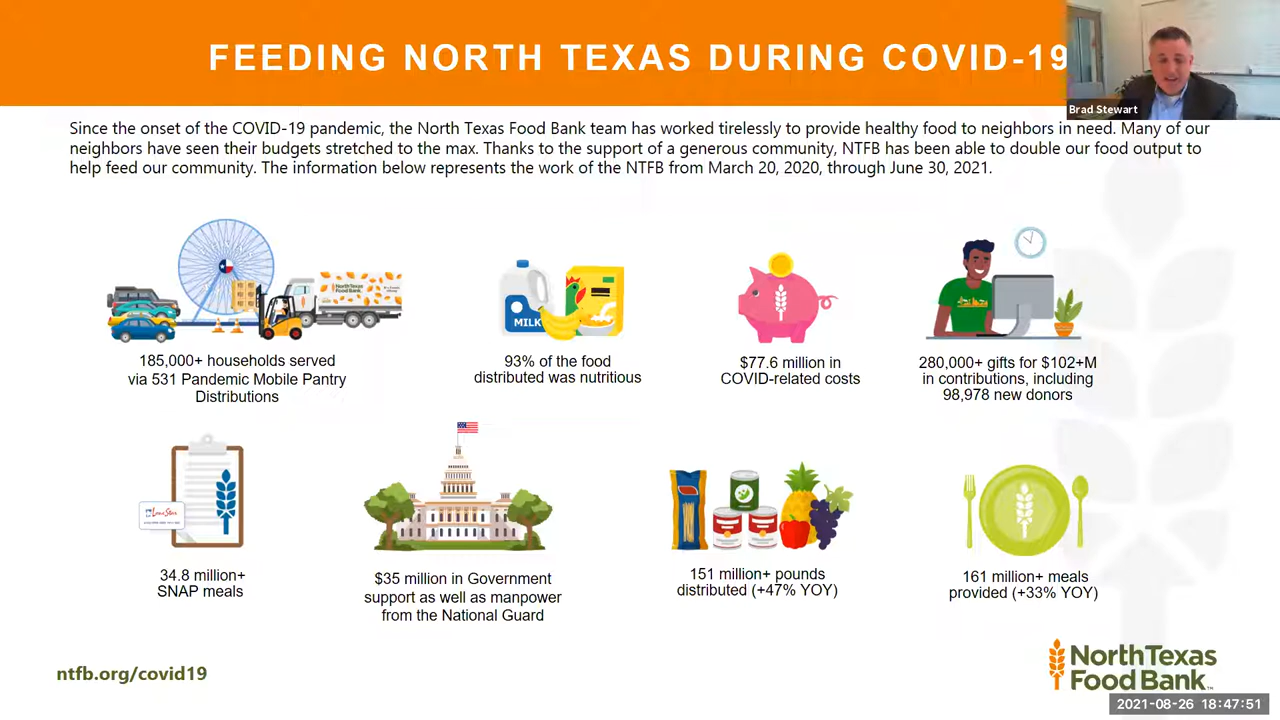 FEEDING NORTH TEXAS DURING COVID-19
Brad Stewart
Since the onset of the COVID-19 pandemic, the North Texas Food Bank team has worked tirelessly to provide healthy food to neighbors in need. Many of our
neighbors have seen their budgets stretched to the max. Thanks to the support of a generous community, NTFB has been able to double our food output to
help feed our community. The information below represents the work of the NTFB from March 20, 2020, through June 30, 2021.
North Texas
Food Bank
MILK
185,000+ households served
via 531 Pandemic Mobile Pantry
Distributions
93% of the food
distributed was nutritious
$77.6 million in
COVID-related costs
280,000+ gifts for $102+M
in contributions, including
98,978 new donors
Lone Star
34.8 million+
SNAP meals
$35 million in Government
support as well as manpower
from the National Guard
151 million+ pounds
distributed (+47% YOY)
161 million+ meals
provided (+33% YOY)
ntfb.org/covid19
North Texas
Food Bank™
2021-08-26 18:47:51